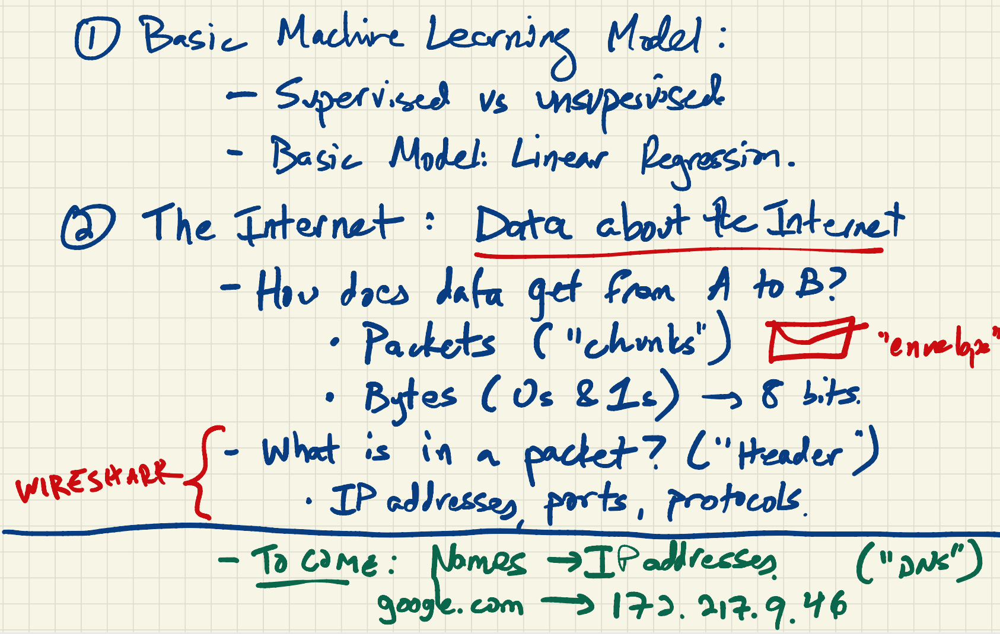 ① Basic Machine Learning Model:
- Supervised vs unsupervised
- Basic Model: Linear Regression.
② The Internet: Data about the Internet
- How does data get from A to B?
• Packets ("chunks") "envelope"
• Bytes (0s & 1s) → 8 bits.
- What is in a packet? ("Header")
WIRESHARK
• IP addresses, ports, protocols.
- To come: Names → IP addresses ("DNS")
google.com → 172.217.9.46